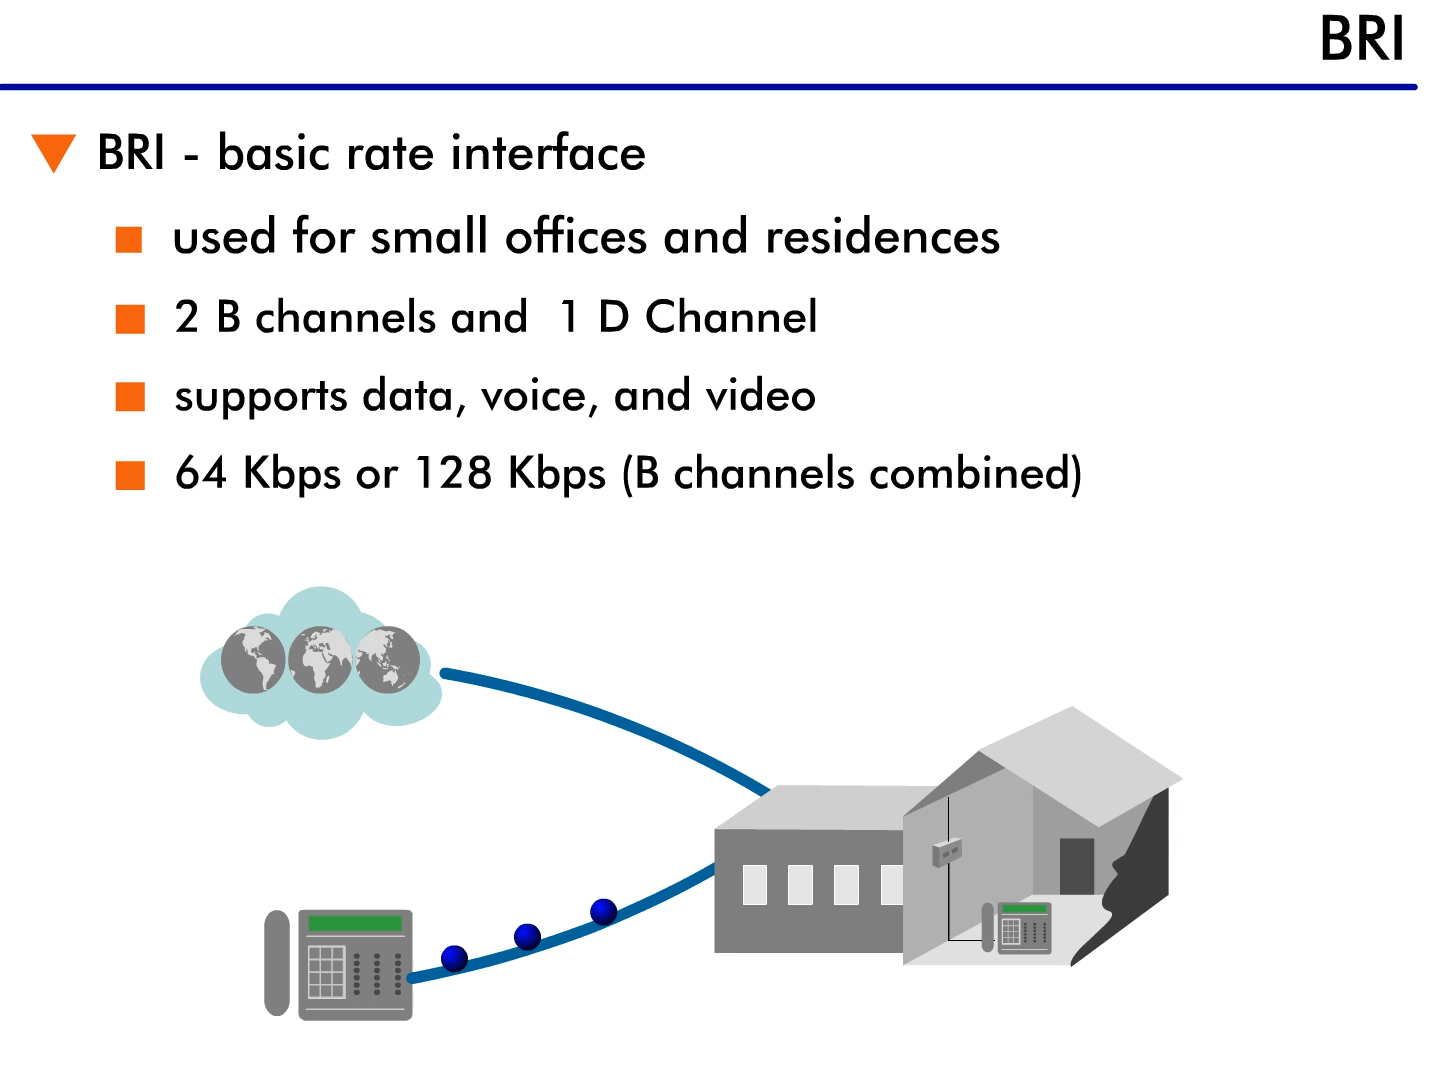 BRI
BRI - basic rate interface
used for small offices and residences
2 B channels and 1 D Channel
supports data, voice, and video
64 Kbps or 128 Kbps (B channels combined)